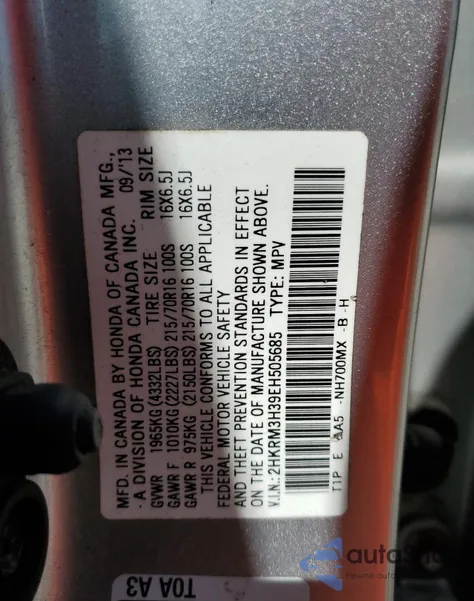 MFD. IN CANADA BY HONDA OF CANADA MFG.,
A DIVISION OF HONDA CANADA INC. 09/'13
GVWR 1965KG(4332LBS) TIRE SIZE RIM SIZE
GAWR F 1010KG(2227LBS) 215/70R16 100S 16X6.5J
GAWR R 975KG(2150LBS) 215/70R16 100S 16X6.5J
THIS VEHICLE CONFORMS TO ALL APPLICABLE
FEDERAL MOTOR VEHICLE SAFETY
AND THEFT PREVENTION STANDARDS IN EFFECT
ON THE DATE OF MANUFACTURE SHOWN ABOVE.
V.I.N.:2HKRM3H39EH505685 TYPE: MPV
T1P E AA5 -NH700MX -B -H
T0A A3